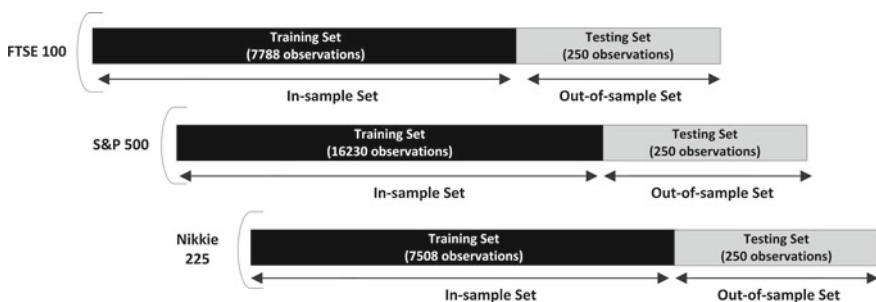 FTSE 100
Training Set
(7788 observations)
Testing Set
(250 observations)
In-sample Set
Out-of-sample Set
S&P 500
Training Set
(16230 observations)
Testing Set
(250 observations)
In-sample Set
Out-of-sample Set
Nikkie
225
Training Set
(7508 observations)
Testing Set
(250 observations)
In-sample Set
Out-of-sample Set